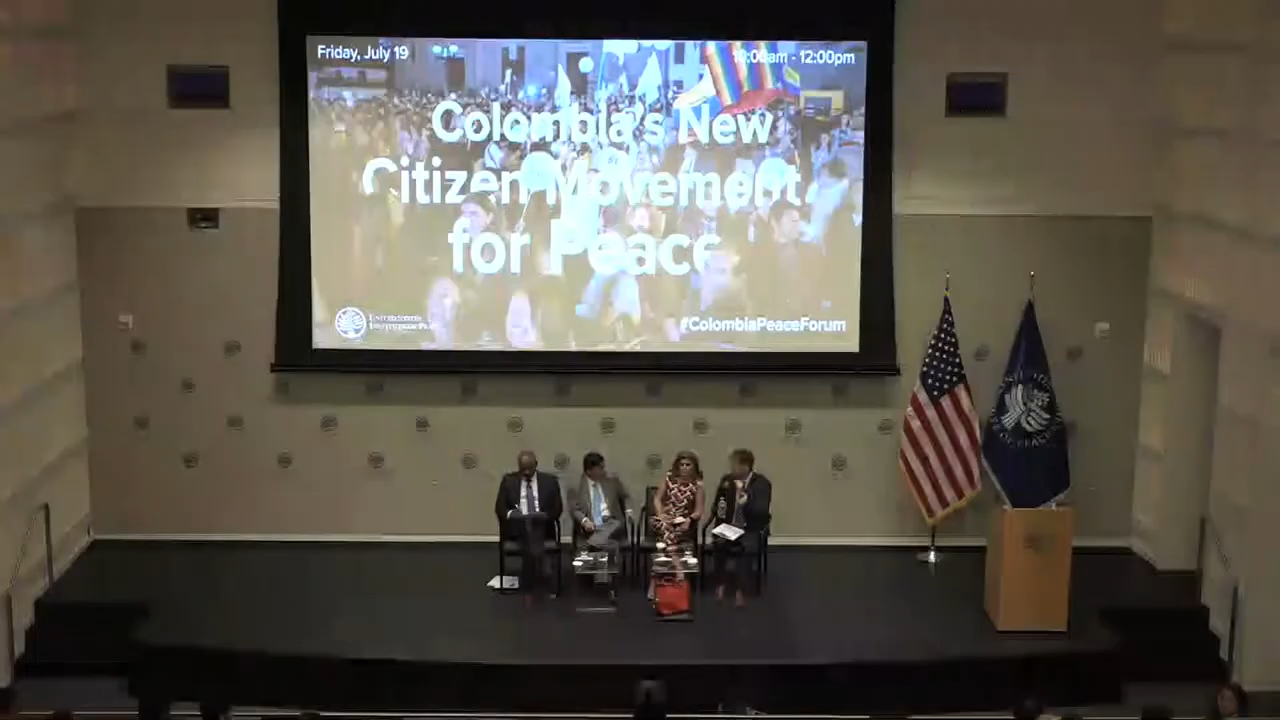 Friday, July 19
10:00am - 12:00pm
Colombia's New
Citizen Movement
for Peace
#ColombiaPeaceForum